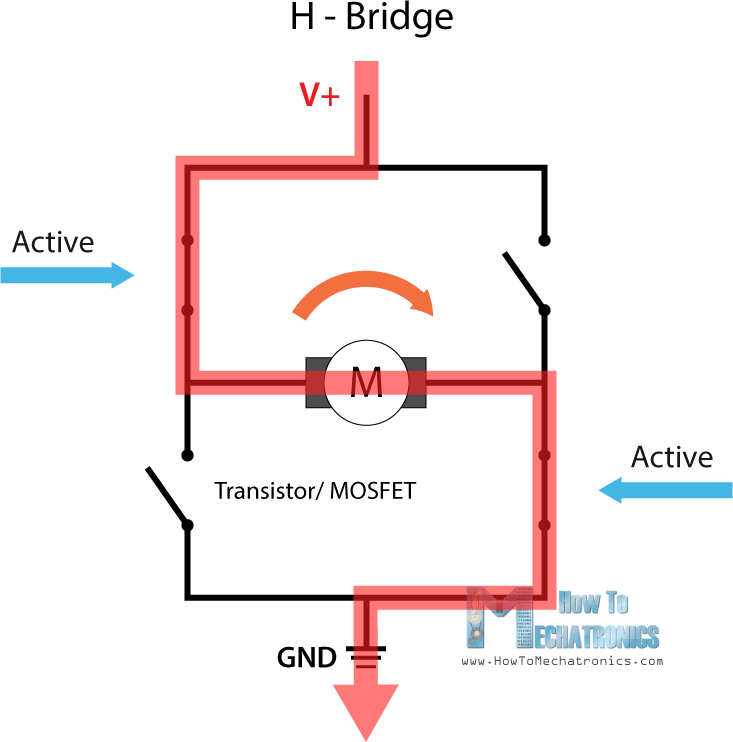 H - Bridge
V+
Active
M
Active
Transistor/ MOSFET
How To
Mechatronics
GND
www.HowToMechatronics.com